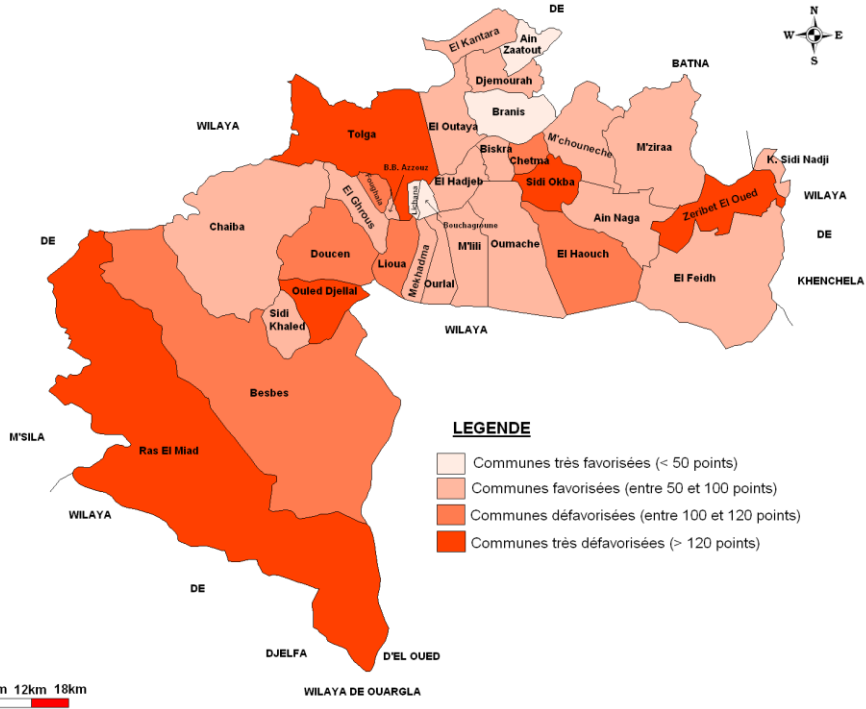 DE
N
W E
S
El Kantara
Ain
Zaatout
BATNA
Djemourah
Branis
WILAYA
Tolga
El Outaya
M'chouneche
M'ziraa
Biskra
Chetma
K. Sidi Nadji
B.B. Azzouz
Foughala
El Hadjeb
Sidi Okba
Lichana
El Ghrous
Zeribet El Oued
WILAYA
Chaiba
Bouchagroune
Ain Naga
DE
DE
Doucen
Lioua
Mekhadma
M'lili
Oumache
El Haouch
El Feidh
KHENCHELA
Ourlal
Ouled Djellal
Sidi
Khaled
WILAYA
Besbes
M'SILA
Ras El Miad
LEGENDE
Communes très favorisées (< 50 points)
Communes favorisées (entre 50 et 100 points)
Communes défavorisées (entre 100 et 120 points)
Communes très défavorisées (> 120 points)
WILAYA
DE
DJELFA
D'EL OUED
12km 18km
WILAYA DE OUARGLA